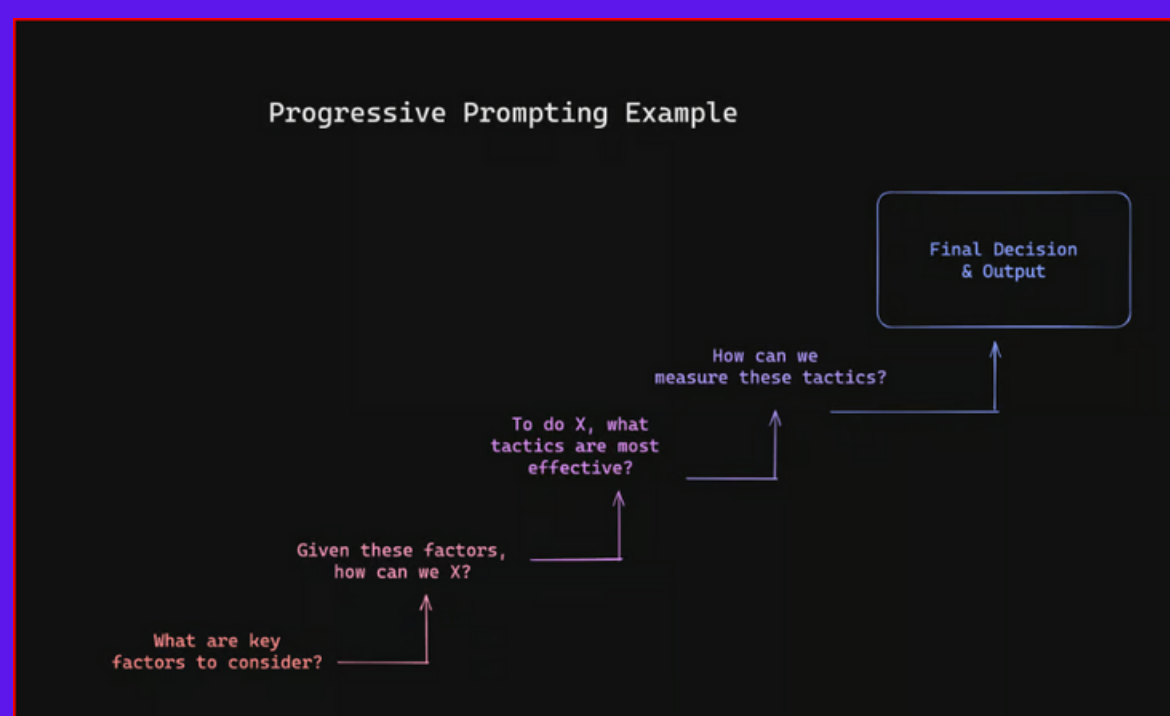 Progressive Prompting Example
Final Decision
& Output
How can we
measure these tactics?
To do X, what
tactics are most
effective?
Given these factors,
how can we X?
What are key
factors to consider?